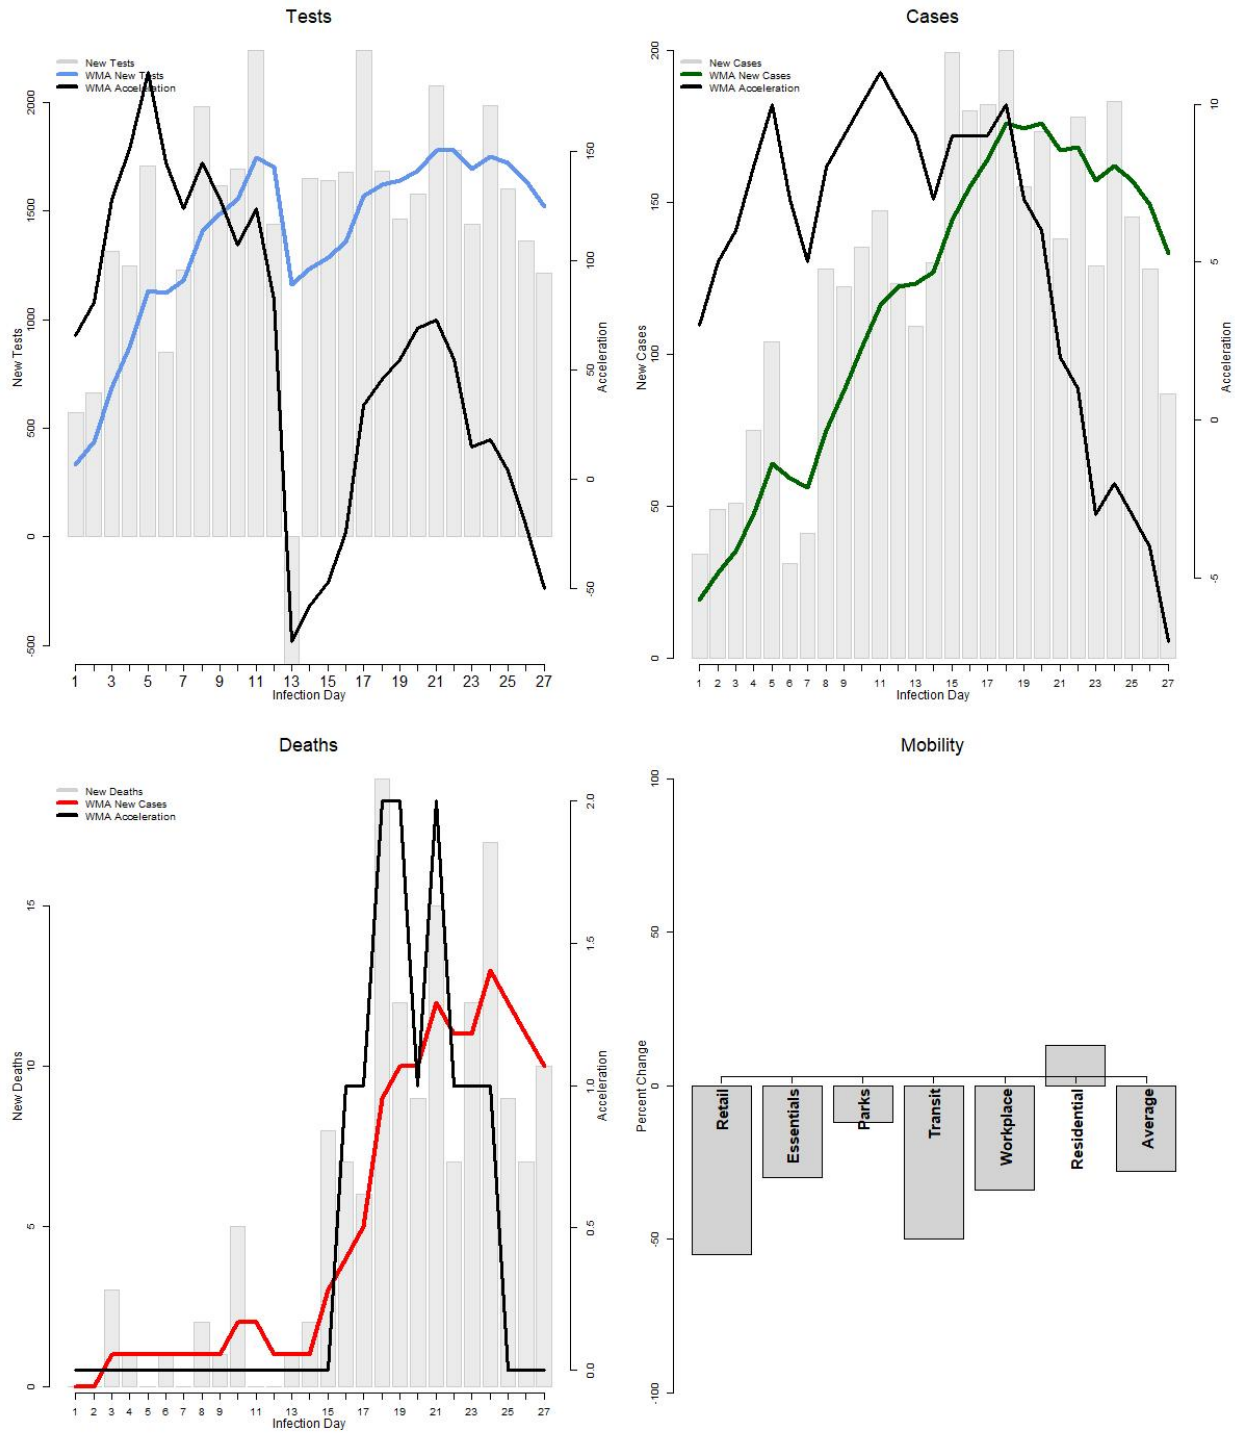 Tests
New Tests
WMA New Tests
WMA Acceleration
New Tests
-500
0
500
1000
1500
2000
Acceleration
-50
0
50
100
150
1 3 5 7 9 11 13 15 17 19 21 23 25 27
Infection Day
Cases
New Cases
WMA New Cases
WMA Acceleration
New Cases
0
50
100
150
200
Acceleration
-5
0
5
10
1 2 3 4 5 6 7 8 9 11 13 15 17 19 21 23 25 27
Infection Day
Deaths
New Deaths
WMA New Cases
WMA Acceleration
New Deaths
0
5
10
15
Acceleration
0.0
0.5
1.0
1.5
2.0
1 2 3 4 5 6 7 8 9 11 13 15 17 19 21 23 25 27
Infection Day
Mobility
Percent Change
-100
-50
0
50
100
Retail
Essentials
Parks
Transit
Workplace
Residential
Average